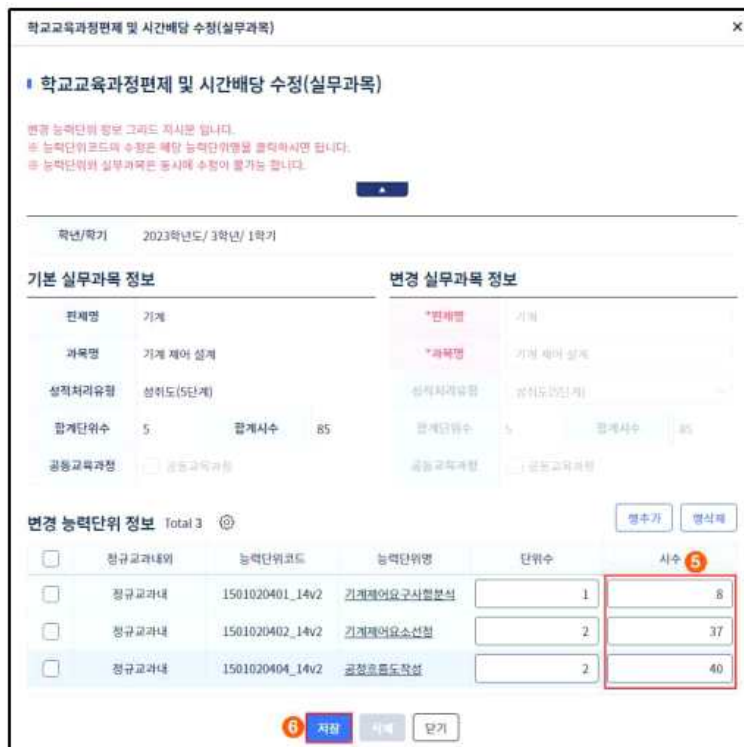 학교교육과정편제 및 시간배당 수정(실무과목) ×
학교교육과정편제 및 시간배당 수정(실무과목)
변경 능력단위 정보 그리드 지시문 입니다.
※ 능력단위코드의 수정은 해당 능력단위명을 클릭하시면 됩니다.
※ 능력단위와 실무과목은 동시에 수정이 불가능 합니다.
학년/학기 2023학년도/ 3학년/ 1학기
기본 실무과목 정보 변경 실무과목 정보
편제명 기계 *편제명 기계
과목명 기계 제어 설계 *과목명 기계 제어 설계
성적처리유형 성취도(5단계) 성적처리유형 성취도(5단계)
합계단위수 5 합계시수 85 합계단위수 5 합계시수 85
공동교육과정 공동교육과정 공동교육과정 공동교육과정
변경 능력단위 정보 Total 3 행추가 행삭제
정규교과내외 능력단위코드 능력단위명 단위수 시수 5
정규교과내 1501020401_14v2 기계제어요구사항분석 1 8
정규교과내 1501020402_14v2 기계제어요소선정 2 37
정규교과내 1501020404_14v2 공정흐름도작성 2 40
6 저장 삭제 닫기